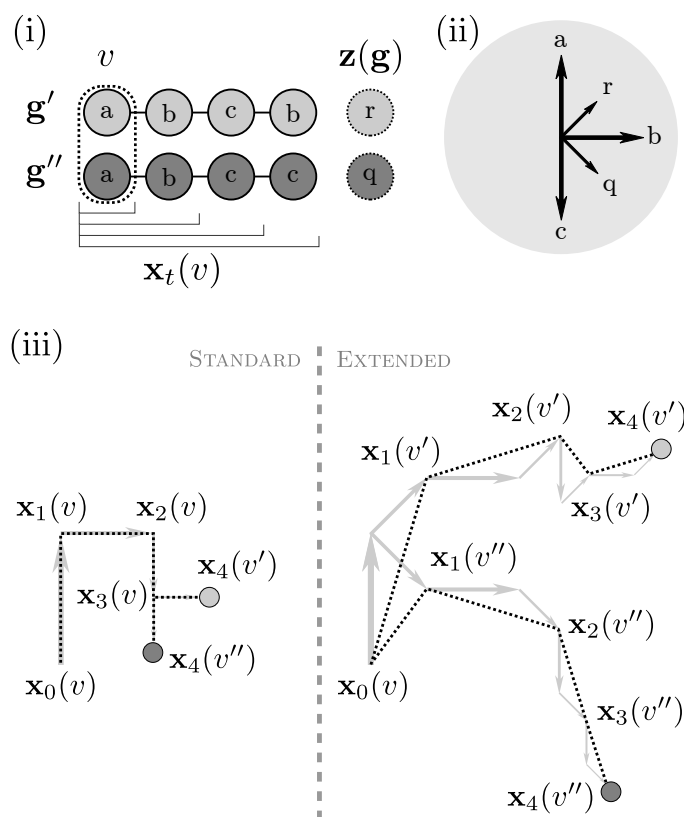 (i)
v
z(g)
(ii)
g′ a b c b r
g″ a b c c q
x_t(v)
a
r
b
q
c
(iii)
STANDARD EXTENDED
x_2(v′)
x_4(v′)
x_1(v′)
x_3(v′)
x_1(v) x_2(v)
x_1(v″)
x_4(v′)
x_3(v)
x_2(v″)
x_4(v″)
x_0(v)
x_0(v)
x_3(v″)
x_4(v″)